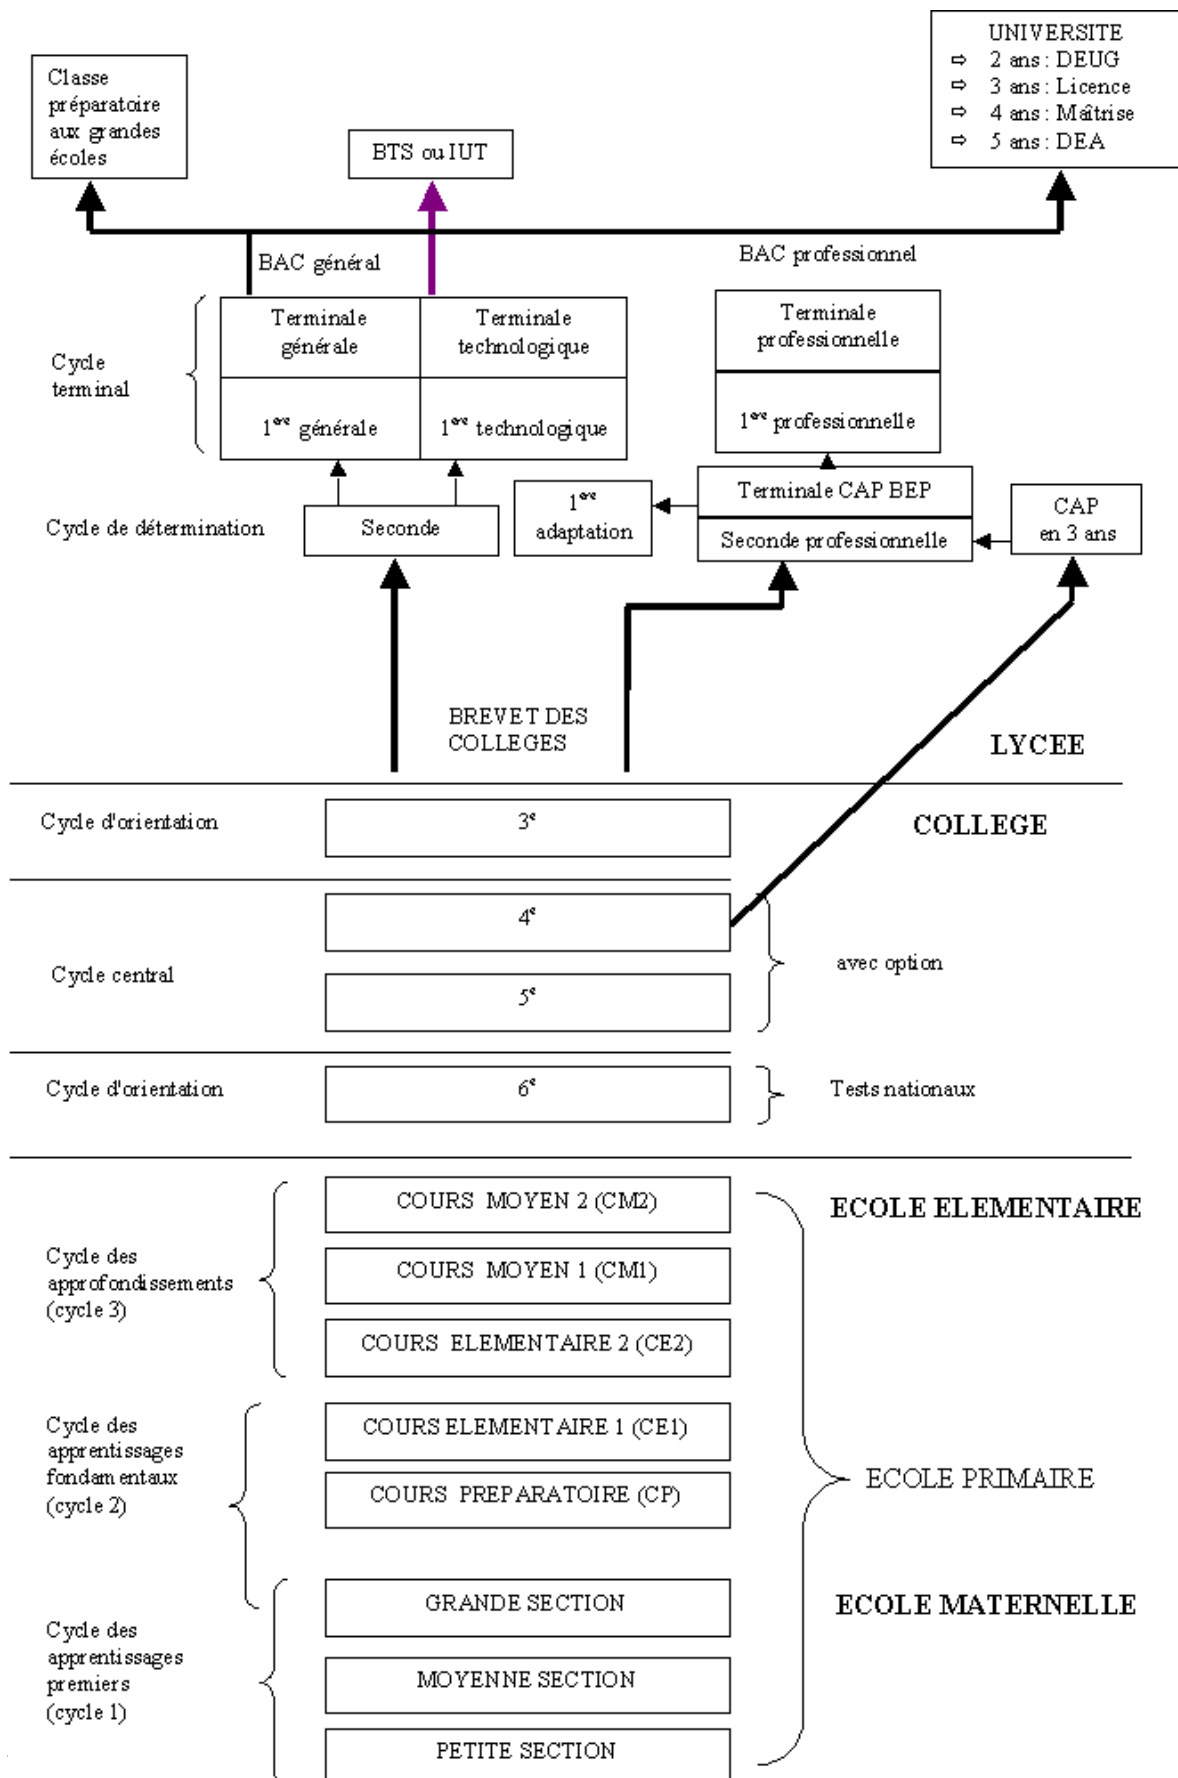 UNIVERSITE
⇨ 2 ans : DEUG
⇨ 3 ans : Licence
⇨ 4 ans : Maîtrise
⇨ 5 ans : DEA
Classe
préparatoire
aux grandes
écoles
BTS ou IUT
BAC général
BAC professionnel
Cycle
terminal
Terminale
générale
Terminale
technologique
Terminale
professionnelle
1ère générale
1ère technologique
1ère professionnelle
Cycle de détermination
Seconde
1ère
adaptation
Terminale CAP BEP
Seconde professionnelle
CAP
en 3 ans
BREVET DES
COLLEGES
LYCEE
Cycle d'orientation
3e
COLLEGE
Cycle central
4e
5e
avec option
Cycle d'orientation
6e
Tests nationaux
COURS MOYEN 2 (CM2)
ECOLE ELEMENTAIRE
Cycle des
approfondissements
(cycle 3)
COURS MOYEN 1 (CM1)
COURS ELEMENTAIRE 2 (CE2)
Cycle des
apprentissages
fondamentaux
(cycle 2)
COURS ELEMENTAIRE 1 (CE1)
COURS PREPARATOIRE (CP)
ECOLE PRIMAIRE
GRANDE SECTION
ECOLE MATERNELLE
Cycle des
apprentissages
premiers
(cycle 1)
MOYENNE SECTION
PETITE SECTION